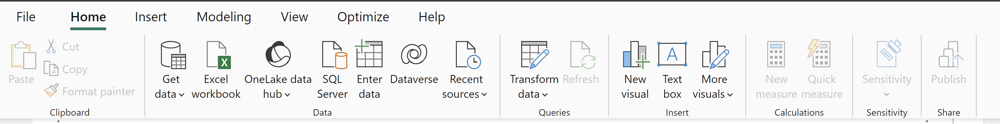 File Home Insert Modeling View Optimize Help
Paste
Cut
Copy
Format painter
Clipboard
Get
data
Excel
workbook
OneLake data
hub
SQL
Server
Enter
data
Dataverse
Recent
sources
Data
Transform
data
Refresh
Queries
New
visual
A
Text
box
More
visuals
Insert
New
measure
Quick
measure
Calculations
Sensitivity
Sensitivity
Publish
Share